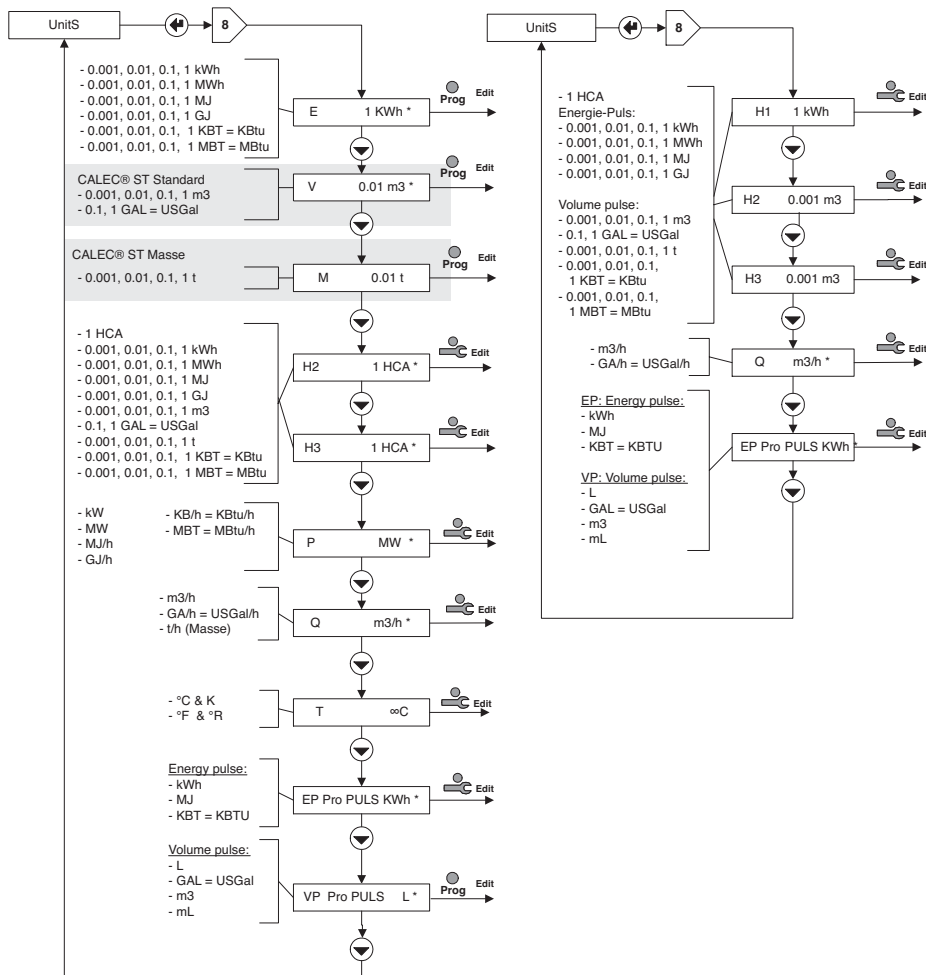 UnitS
8
- 0.001, 0.01, 0.1, 1 kWh
- 0.001, 0.01, 0.1, 1 MWh
- 0.001, 0.01, 0.1, 1 MJ
- 0.001, 0.01, 0.1, 1 GJ
- 0.001, 0.01, 0.1, 1 KBT = KBtu
- 0.001, 0.01, 0.1, 1 MBT = MBtu
E 1 KWh *
Prog
Edit
CALEC® ST Standard
- 0.001, 0.01, 0.1, 1 m3
- 0.1, 1 GAL = USGal
V 0.01 m3 *
Prog
Edit
CALEC® ST Masse
- 0.001, 0.01, 0.1, 1 t
M 0.01 t
Prog
Edit
- 1 HCA
- 0.001, 0.01, 0.1, 1 kWh
- 0.001, 0.01, 0.1, 1 MWh
- 0.001, 0.01, 0.1, 1 MJ
- 0.001, 0.01, 0.1, 1 GJ
- 0.001, 0.01, 0.1, 1 m3
- 0.1, 1 GAL = USGal
- 0.001, 0.01, 0.1, 1 t
- 0.001, 0.01, 0.1, 1 KBT = KBtu
- 0.001, 0.01, 0.1, 1 MBT = MBtu
H2 1 HCA *
Edit
H3 1 HCA *
Edit
- kW
- MW
- MJ/h
- GJ/h
- KB/h = KBtu/h
- MBT = MBtu/h
P MW *
Edit
- m3/h
- GA/h = USGal/h
- t/h (Masse)
Q m3/h *
Edit
- °C & K
- °F & °R
T ∞C
Edit
Energy pulse:
- kWh
- MJ
- KBT = KBTU
EP Pro PULS KWh *
Edit
Volume pulse:
- L
- GAL = USGal
- m3
- mL
VP Pro PULS L *
Prog
Edit
UnitS
8
- 1 HCA
Energie-Puls:
- 0.001, 0.01, 0.1, 1 kWh
- 0.001, 0.01, 0.1, 1 MWh
- 0.001, 0.01, 0.1, 1 MJ
- 0.001, 0.01, 0.1, 1 GJ
Volume pulse:
- 0.001, 0.01, 0.1, 1 m3
- 0.1, 1 GAL = USGal
- 0.001, 0.01, 0.1, 1 t
- 0.001, 0.01, 0.1,
1 KBT = KBtu
- 0.001, 0.01, 0.1,
1 MBT = MBtu
H1 1 kWh
Edit
H2 0.001 m3
Edit
H3 0.001 m3
Edit
- m3/h
- GA/h = USGal/h
Q m3/h *
Edit
EP: Energy pulse:
- kWh
- MJ
- KBT = KBTU
VP: Volume pulse:
- L
- GAL = USGal
- m3
- mL
EP Pro PULS KWh *
Edit